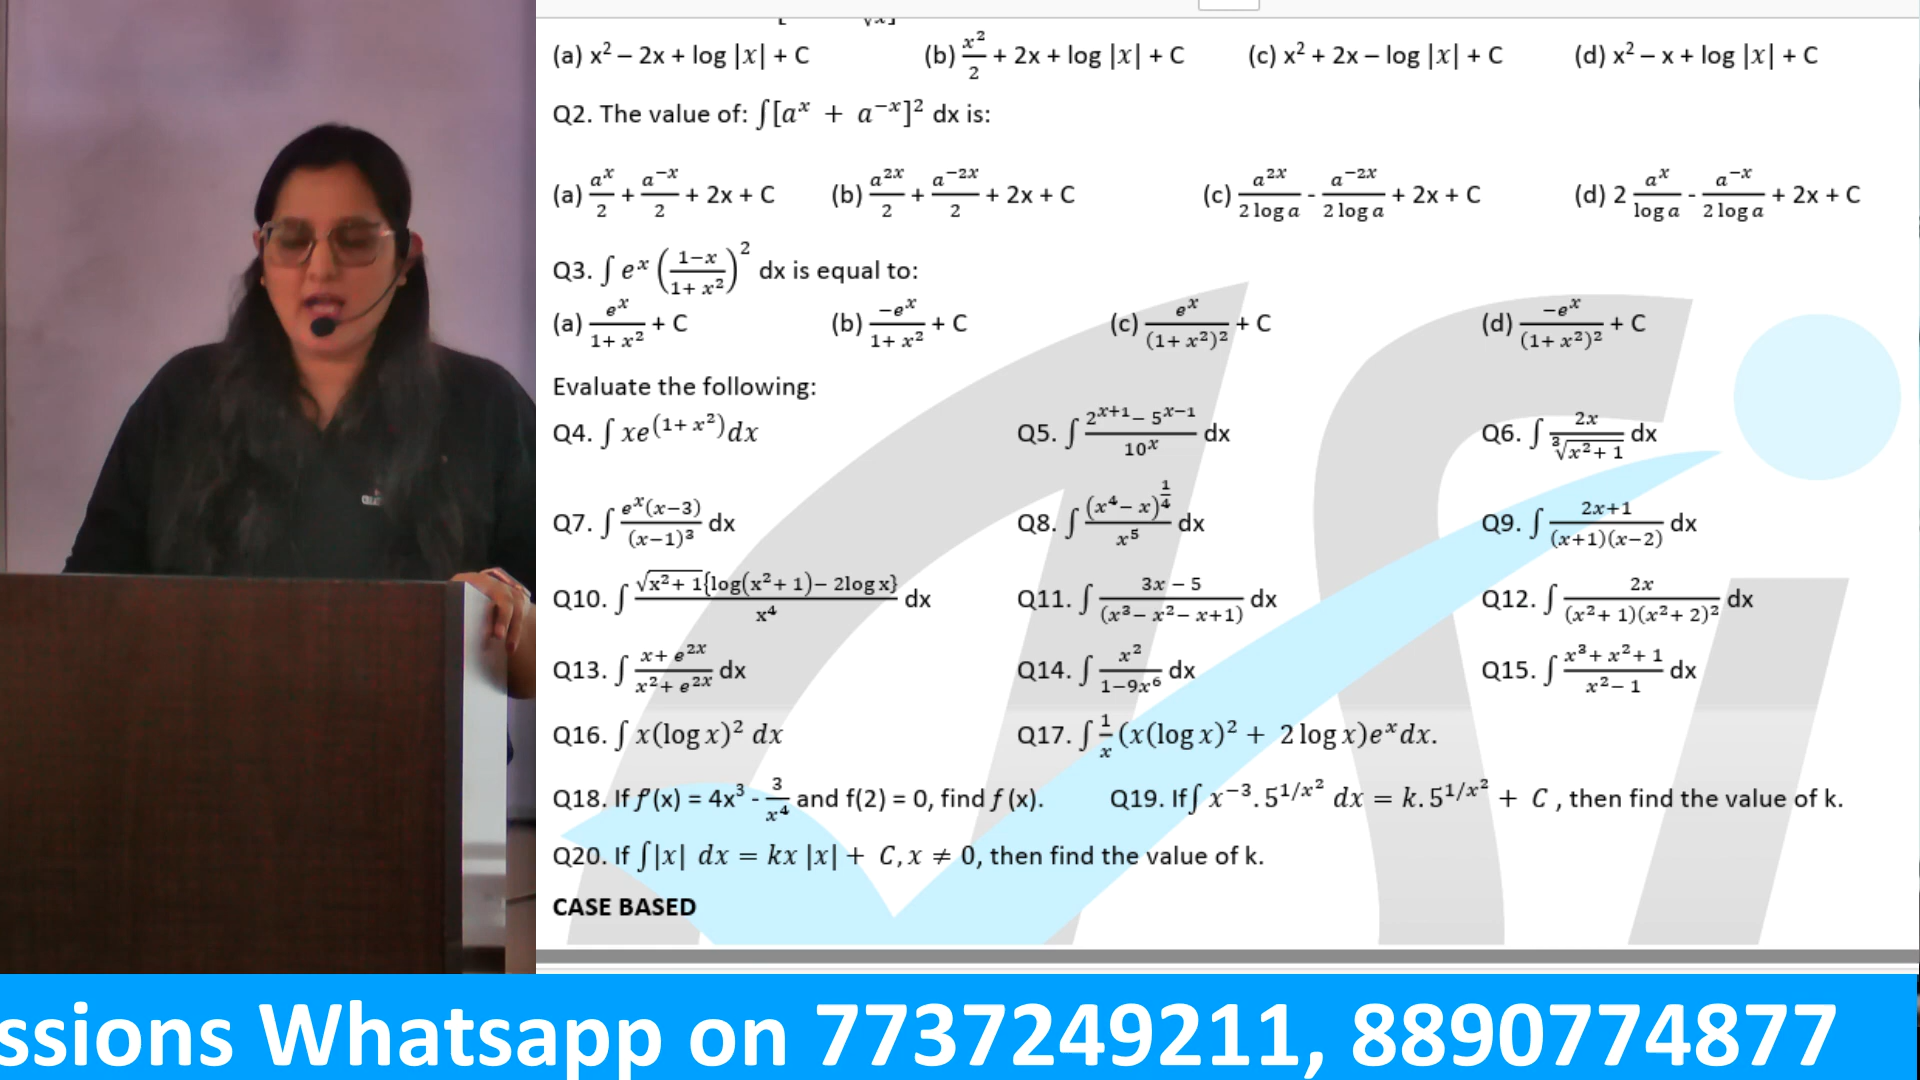 (a) x² – 2x + log |x| + C (b) x²/2 + 2x + log |x| + C (c) x² + 2x – log |x| + C (d) x² – x + log |x| + C
Q2. The value of: ∫[aˣ + a⁻ˣ]² dx is:
(a) aˣ/2 + a⁻ˣ/2 + 2x + C (b) a²ˣ/2 + a⁻²ˣ/2 + 2x + C (c) a²ˣ/(2 log a) - a⁻²ˣ/(2 log a) + 2x + C (d) 2 aˣ/(log a) - a⁻ˣ/(2 log a) + 2x + C
Q3. ∫ eˣ ((1−x)/(1+ x²))² dx is equal to:
(a) eˣ/(1+ x²) + C (b) −eˣ/(1+ x²) + C (c) eˣ/(1+ x²)² + C (d) −eˣ/(1+ x²)² + C
Evaluate the following:
Q4. ∫ xe^(1+ x²) dx Q5. ∫ (2^(x+1) − 5^(x−1))/10ˣ dx Q6. ∫ 2x/∛(x²+ 1) dx
Q7. ∫ eˣ(x−3)/(x−1)³ dx Q8. ∫ (x⁴− x)^(1/4)/x⁵ dx Q9. ∫ (2x+1)/((x+1)(x−2)) dx
Q10. ∫ √(x²+ 1){log(x²+ 1)− 2log x}/x⁴ dx Q11. ∫ (3x − 5)/(x³− x²− x+1) dx Q12. ∫ 2x/((x²+ 1)(x²+ 2)²) dx
Q13. ∫ (x+ e²ˣ)/(x²+ e²ˣ) dx Q14. ∫ x²/(1−9x⁶) dx Q15. ∫ (x³+ x²+ 1)/(x²− 1) dx
Q16. ∫ x(log x)² dx Q17. ∫ 1/x (x(log x)² + 2 log x)eˣdx.
Q18. If f′(x) = 4x³ - 3/x⁴ and f(2) = 0, find f (x). Q19. If∫ x⁻³. 5^(1/x²) dx = k. 5^(1/x²) + C , then find the value of k.
Q20. If ∫|x| dx = kx |x| + C, x ≠ 0, then find the value of k.
CASE BASED
ssions Whatsapp on 7737249211, 8890774877